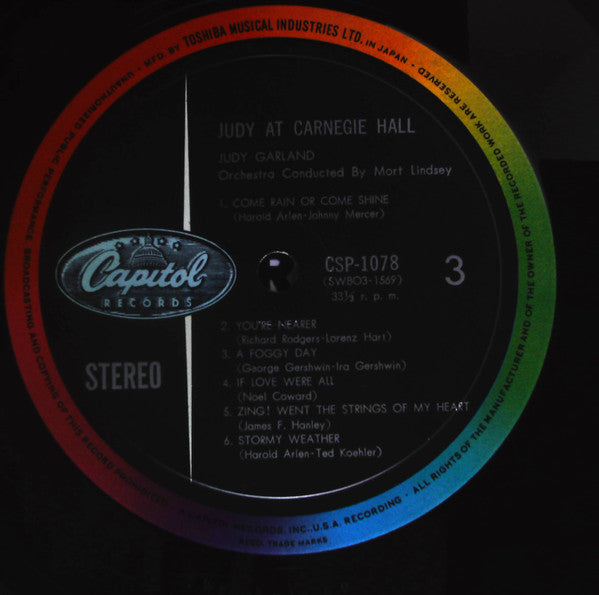 UNAUTHORIZED PUBLIC PERFORMANCE, BROADCASTING AND COPYING OF THIS RECORD PROHIBITED • MFD. BY TOSHIBA MUSICAL INDUSTRIES LTD. IN JAPAN • ALL RIGHTS OF THE MANUFACTURER AND OF THE OWNER OF THE RECORDED WORK ARE RESERVED
JUDY AT CARNEGIE HALL
JUDY GARLAND
Orchestra Conducted By Mort Lindsey
1. COME RAIN OR COME SHINE
(Harold Arlen-Johnny Mercer)
Capitol
RECORDS
CSP-1078
(SWBO3-1569)
33⅓ r. p. m.
3
STEREO
2. YOU'RE NEARER
(Richard Rodgers-Lorenz Hart)
3. A FOGGY DAY
(George Gershwin-Ira Gershwin)
4. IF LOVE WERE ALL
(Noel Coward)
5. ZING! WENT THE STRINGS OF MY HEART
(James F. Hanley)
6. STORMY WEATHER
(Harold Arlen-Ted Koehler)
A CAPITOL RECORDS, INC., U.S.A. RECORDING •
REGD. TRADE MARKS